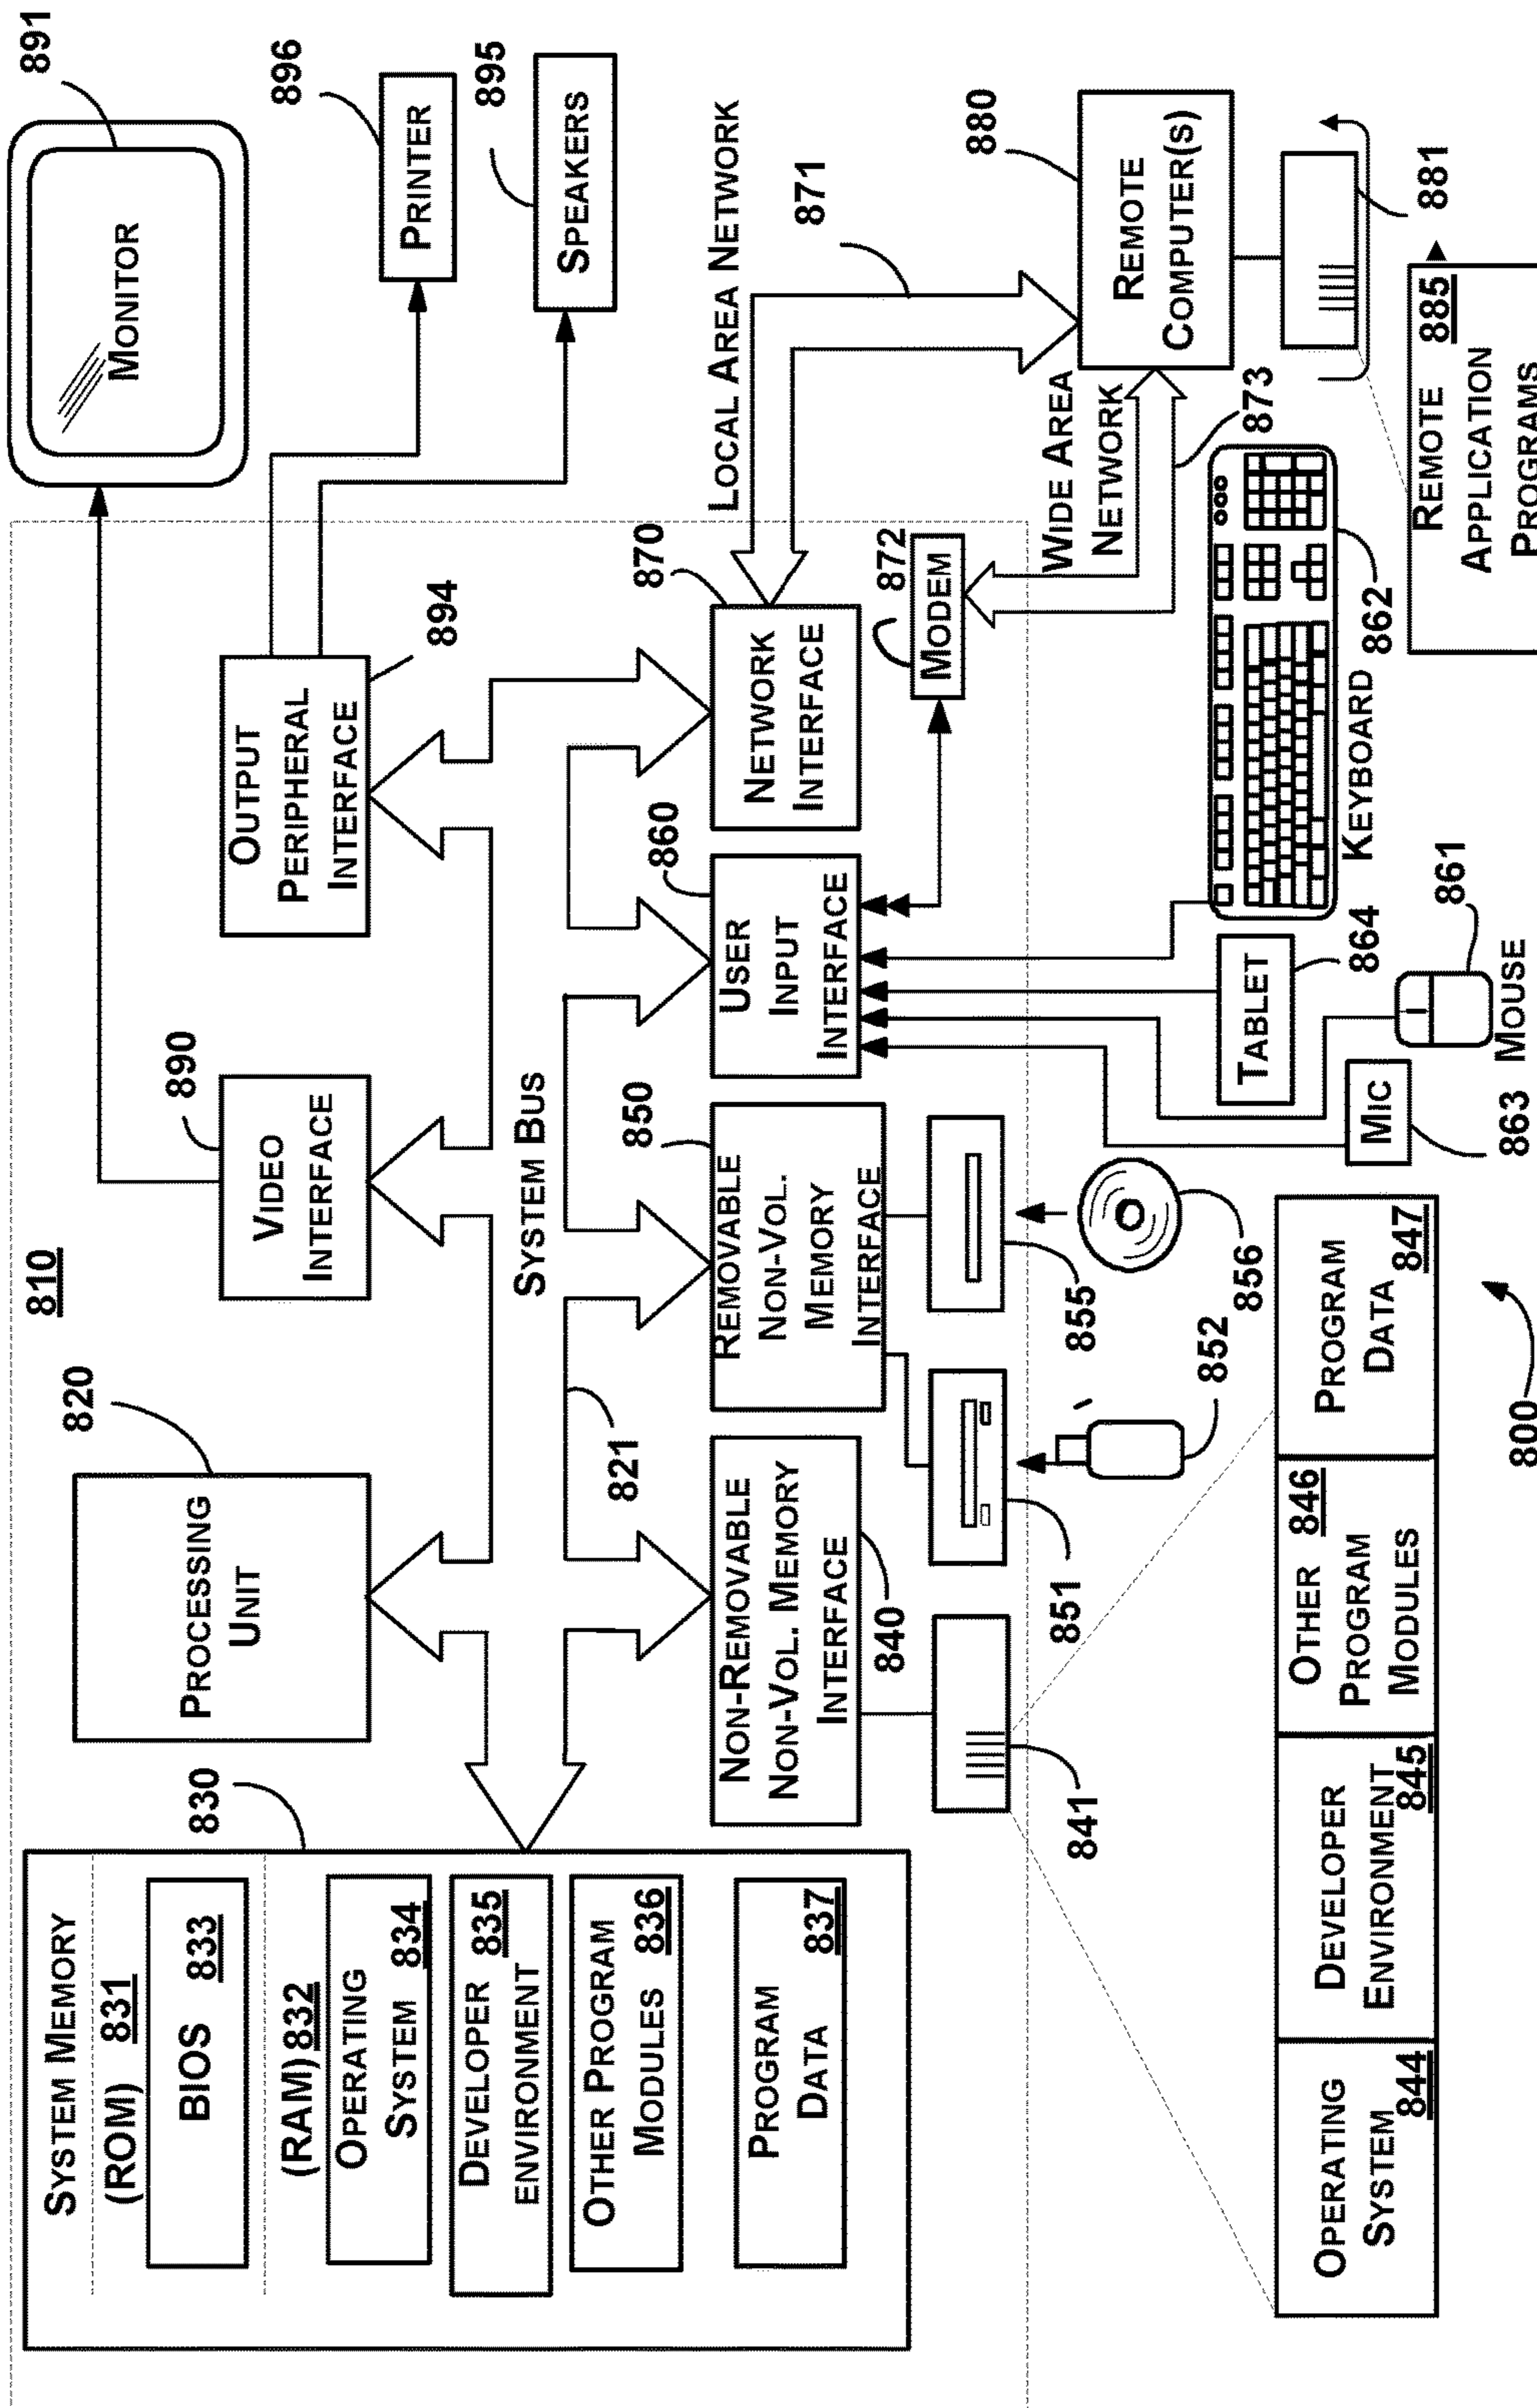 810
SYSTEM MEMORY
(ROM) 831
BIOS 833
(RAM) 832
OPERATING
SYSTEM 834
DEVELOPER 835
ENVIRONMENT
OTHER PROGRAM
MODULES 836
PROGRAM
DATA 837
830
PROCESSING
UNIT
820
VIDEO
INTERFACE
890
OUTPUT
PERIPHERAL
INTERFACE
894
MONITOR
891
PRINTER
896
SPEAKERS
895
SYSTEM BUS
821
NON-REMOVABLE
NON-VOL. MEMORY
INTERFACE
840
REMOVABLE
NON-VOL.
MEMORY
INTERFACE
850
USER
INPUT
INTERFACE
860
NETWORK
INTERFACE
870
LOCAL AREA NETWORK
871
MODEM
872
WIDE AREA
NETWORK
873
REMOTE
COMPUTER(S)
880
881
841
851
852
855
856
TABLET
864
KEYBOARD
862
MIC
863
MOUSE
861
OPERATING
SYSTEM 844
DEVELOPER
ENVIRONMENT
845
OTHER 846
PROGRAM
MODULES
PROGRAM
DATA 847
REMOTE 885
APPLICATION
PROGRAMS
800